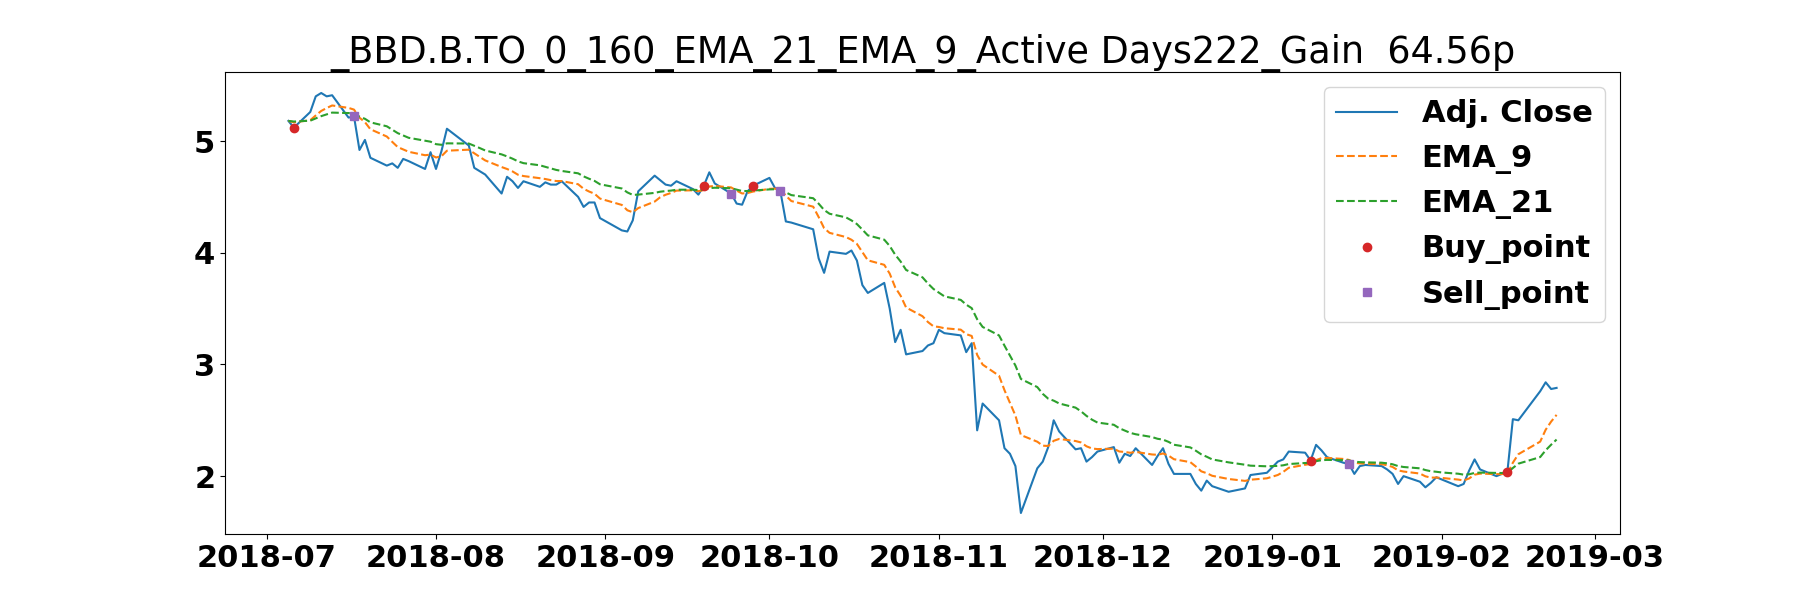 _BBD.B.TO_0_160_EMA_21_EMA_9_Active Days222_Gain  64.56p
Adj. Close
EMA_9
EMA_21
Buy_point
Sell_point
5
4
3
2
2018-07 2018-08 2018-09 2018-10 2018-11 2018-12 2019-01 2019-02 2019-03